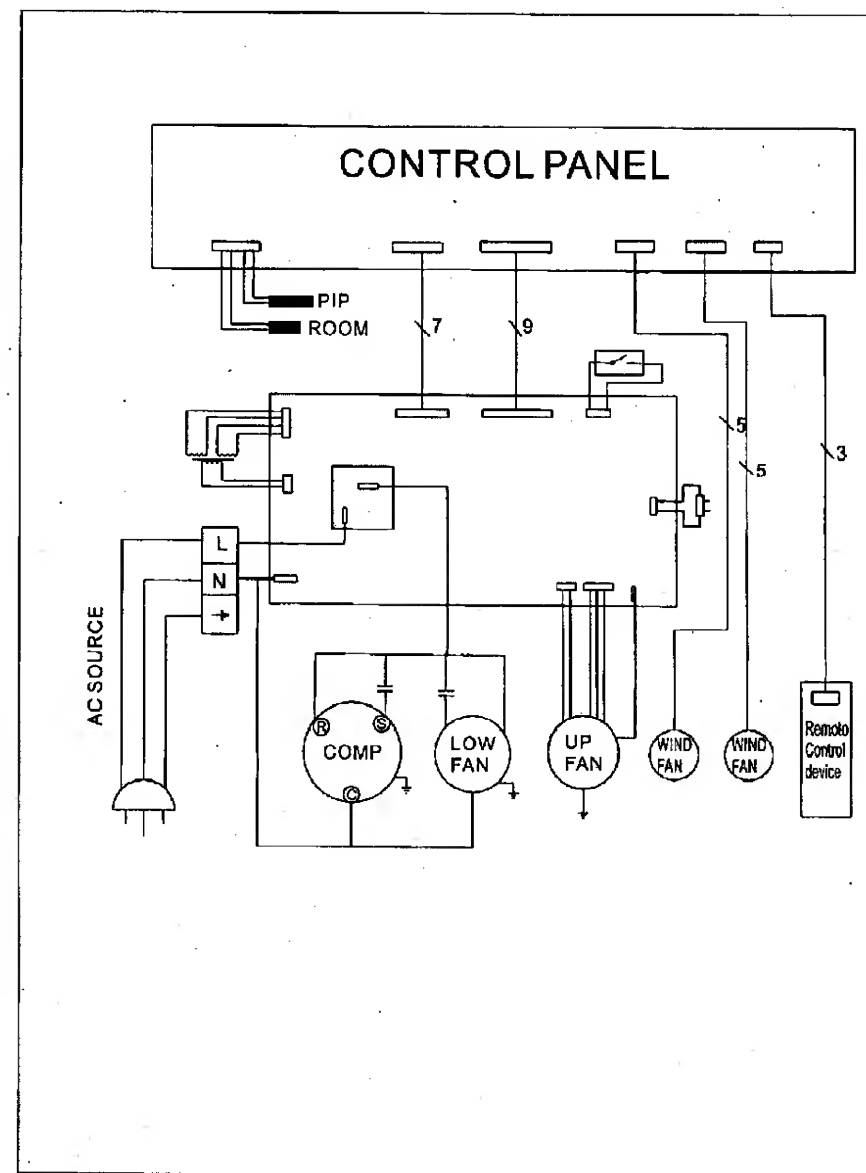 CONTROL PANEL
PIP
ROOM
7
9
5
5
3
L
N
AC SOURCE
R
S
COMP
C
LOW
FAN
UP
FAN
WIND
FAN
WIND
FAN
Remoto
Control
device